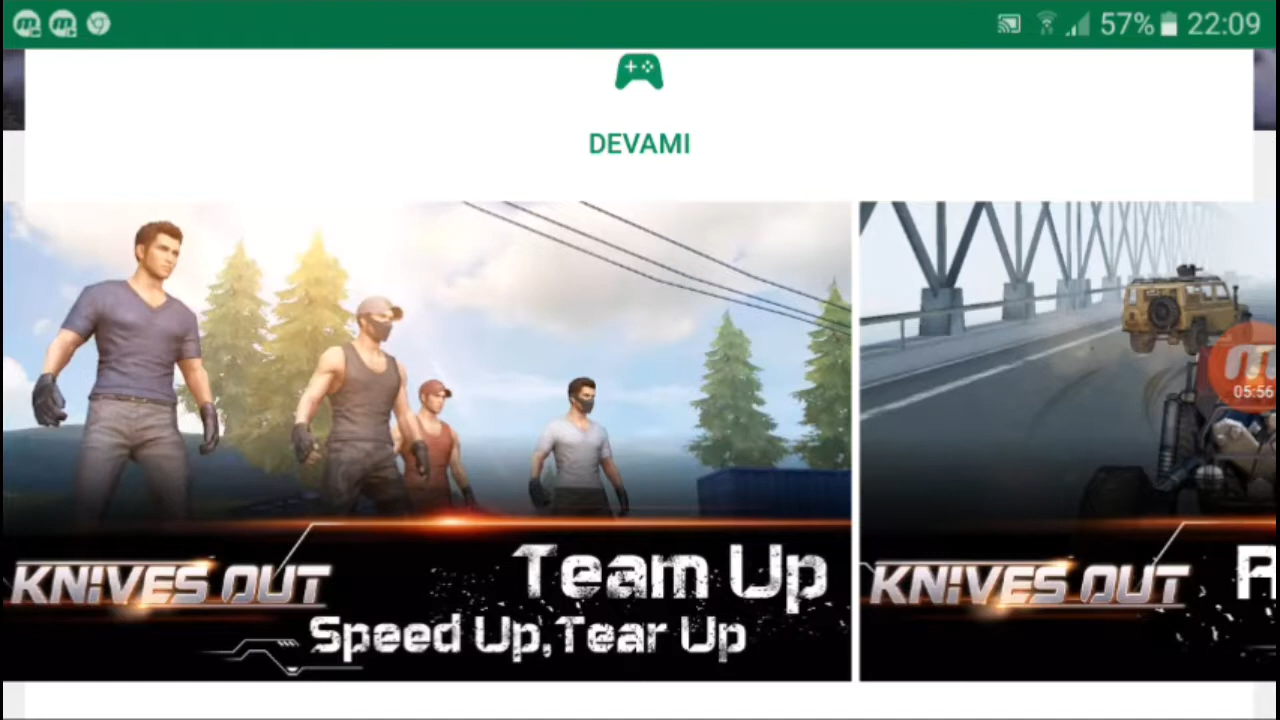 57% 22:09
DEVAMI
05:56
KNIVES OUT
Team Up
Speed Up,Tear Up
KNIVES OUT